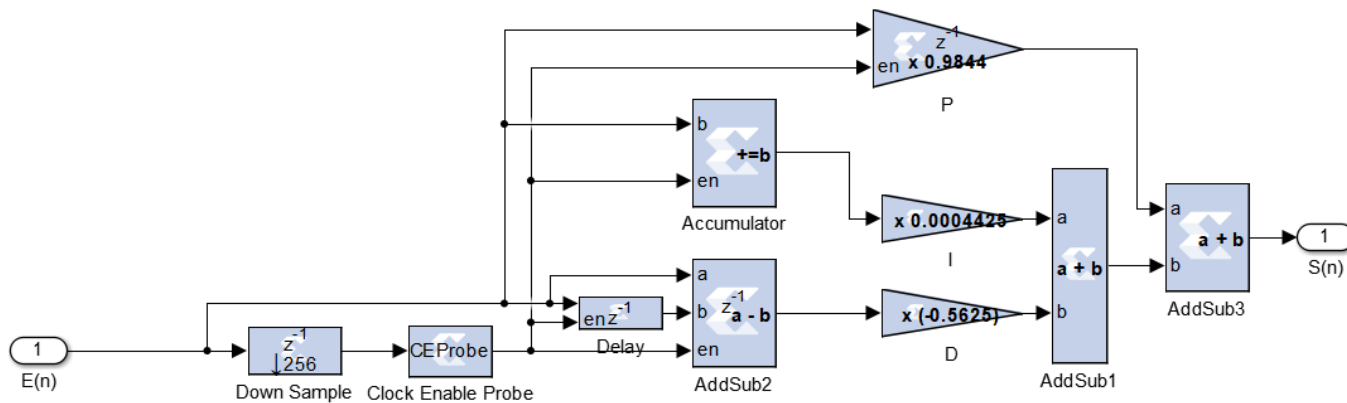 z-1
en x 0.9844
P
b
+=b
en
Accumulator
x 0.0004425
I
a
a + b
b
AddSub1
a
a + b
b
AddSub3
1
S(n)
a
z-1
b
a - b
en
AddSub2
en z-1
Delay
x (-0.5625)
D
1
E(n)
z-1
↓256
Down Sample
CEProbe
Clock Enable Probe